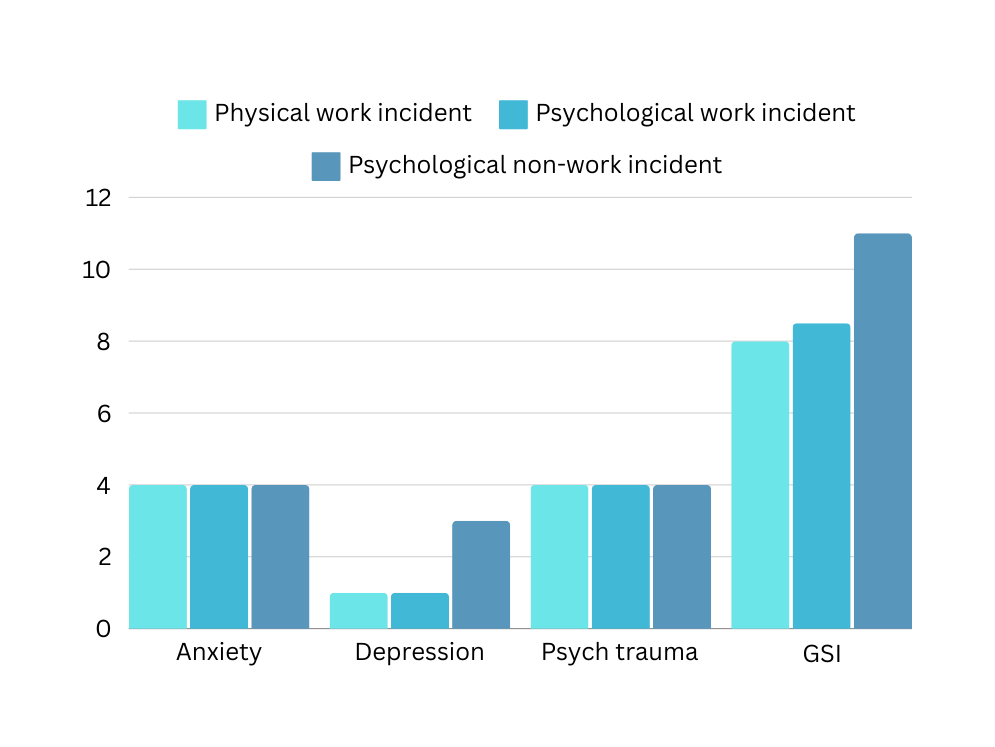 Physical work incident Psychological work incident
Psychological non-work incident
12
10
8
6
4
2
0
Anxiety Depression Psych trauma GSI